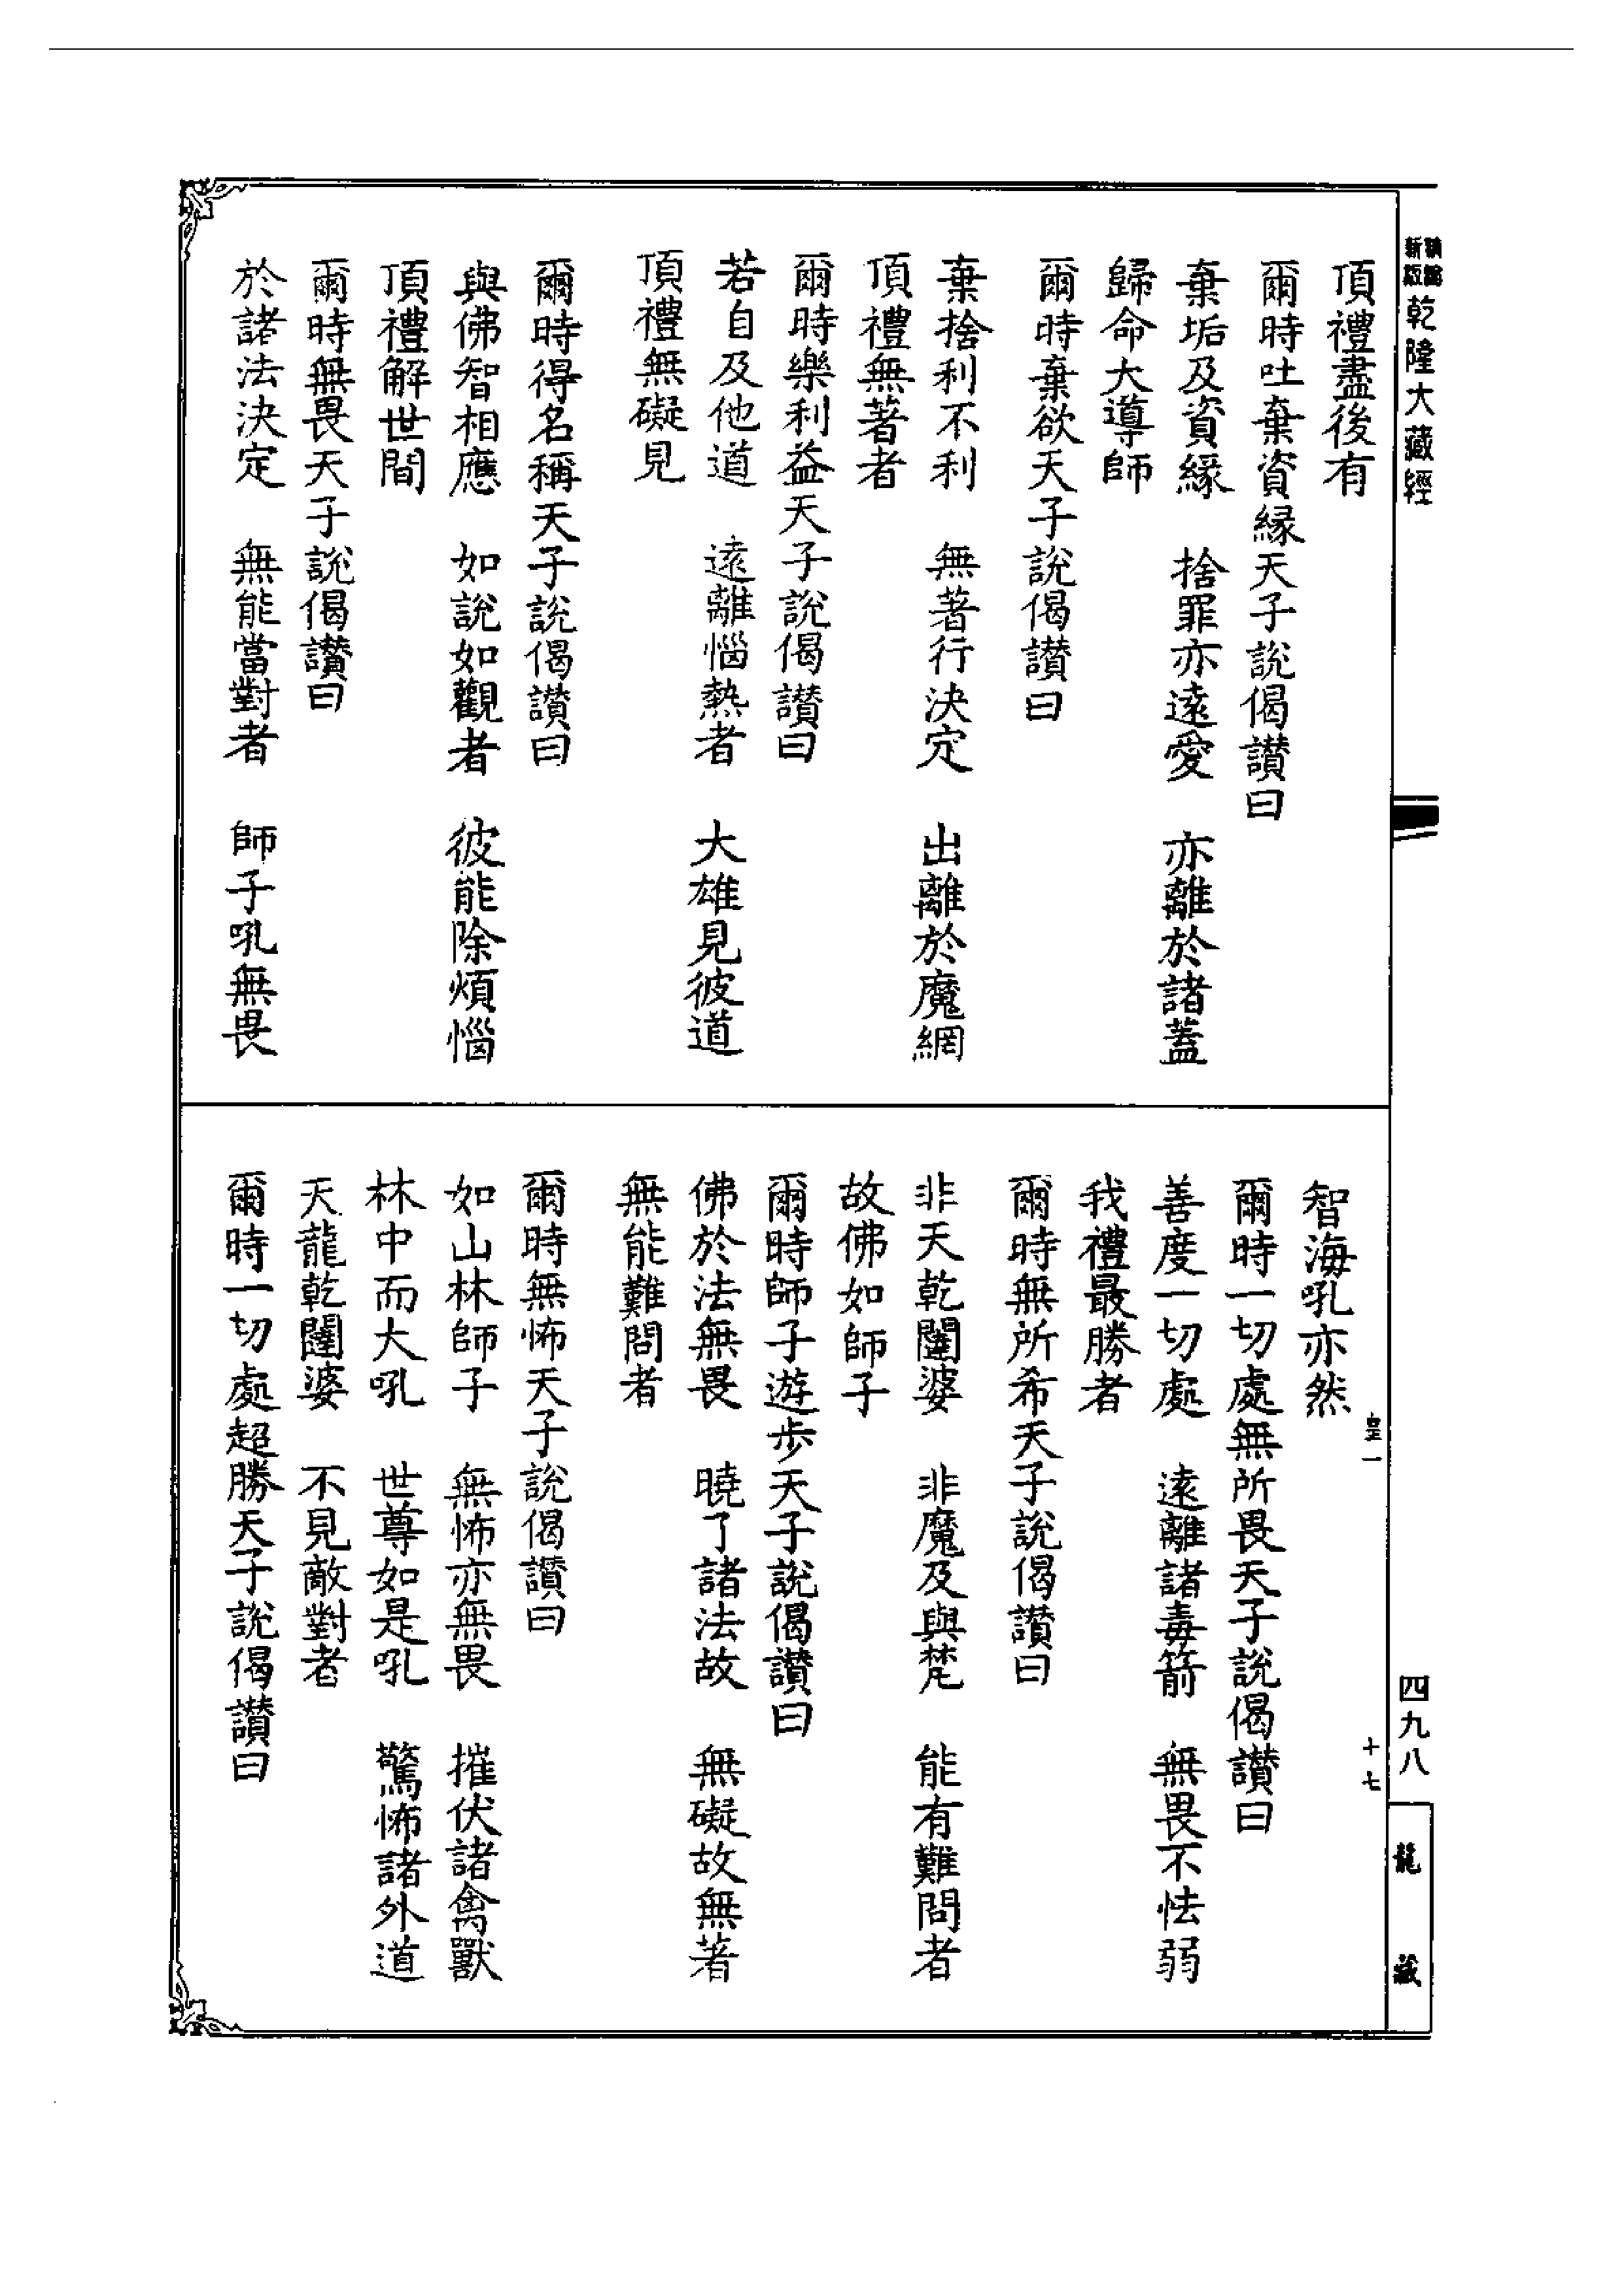 新版
乾隆大藏經
頂禮盡後有
爾時吐棄資緣天子說偈讃曰
棄垢及資緣　捨罪亦遠愛　亦離於諸蓋
歸命大導師
爾時棄欲天子說偈讃曰
棄捨利不利　無著行決定　出離於魔網
頂禮無著者
爾時樂利益天子說偈讃曰
若自及他道　遠離惱熱者　大雄見彼道
頂禮無礙見
爾時得名稱天子說偈讃曰
與佛智相應　如說如觀者　彼能除煩惱
頂禮解世間
爾時無畏天子說偈讃曰
於諸法決定　無能當對者　師子吼無畏
智海吼亦然
爾時一切處無所畏天子說偈讃曰
善度一切處　遠離諸毒箭　無畏不怯弱
我禮最勝者
爾時無所希天子說偈讃曰
非天乾闥婆　非魔及與梵　能有難問者
故佛如師子
爾時師子遊步天子說偈讃曰
佛於法無畏　曉了諸法故　無礙故無著
無能難問者
爾時無怖天子說偈讃曰
如山林師子　無怖亦無畏　摧伏諸禽獸
林中而大吼　世尊如是吼　驚怖諸外道
天龍乾闥婆　不見敵對者
爾時一切處超勝天子說偈讃曰
皇一
十七
四九八
龍藏